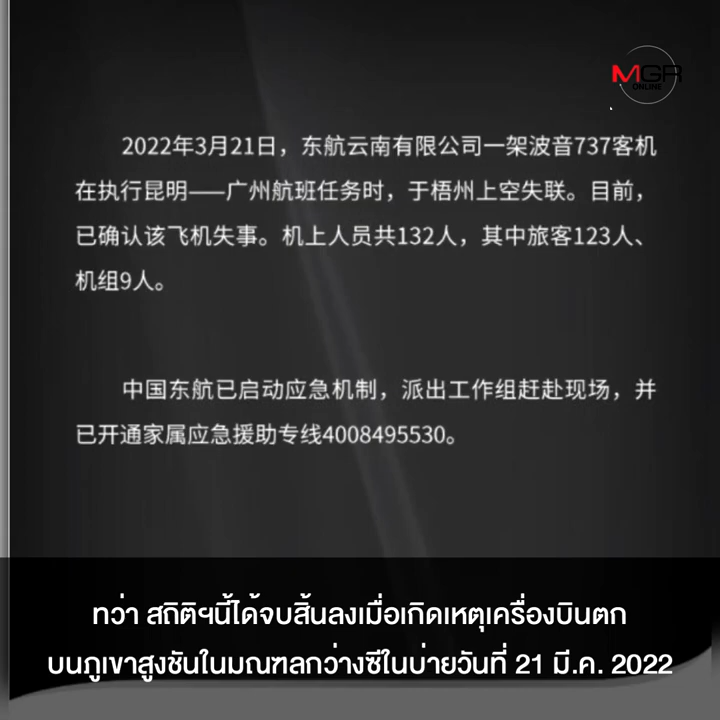 MGR
ONLINE
2022年3月21日，东航云南有限公司一架波音737客机
在执行昆明——广州航班任务时，于梧州上空失联。目前，
已确认该飞机失事。机上人员共132人，其中旅客123人、
机组9人。
中国东航已启动应急机制，派出工作组赶赴现场，并
已开通家属应急援助专线4008495530。
ทว่า สถิติฯนี้ได้จบสิ้นลงเมื่อเกิดเหตุเครื่องบินตก
บนภูเขาสูงชันในมณฑลกว่างซีในบ่ายวันที่ 21 มี.ค. 2022